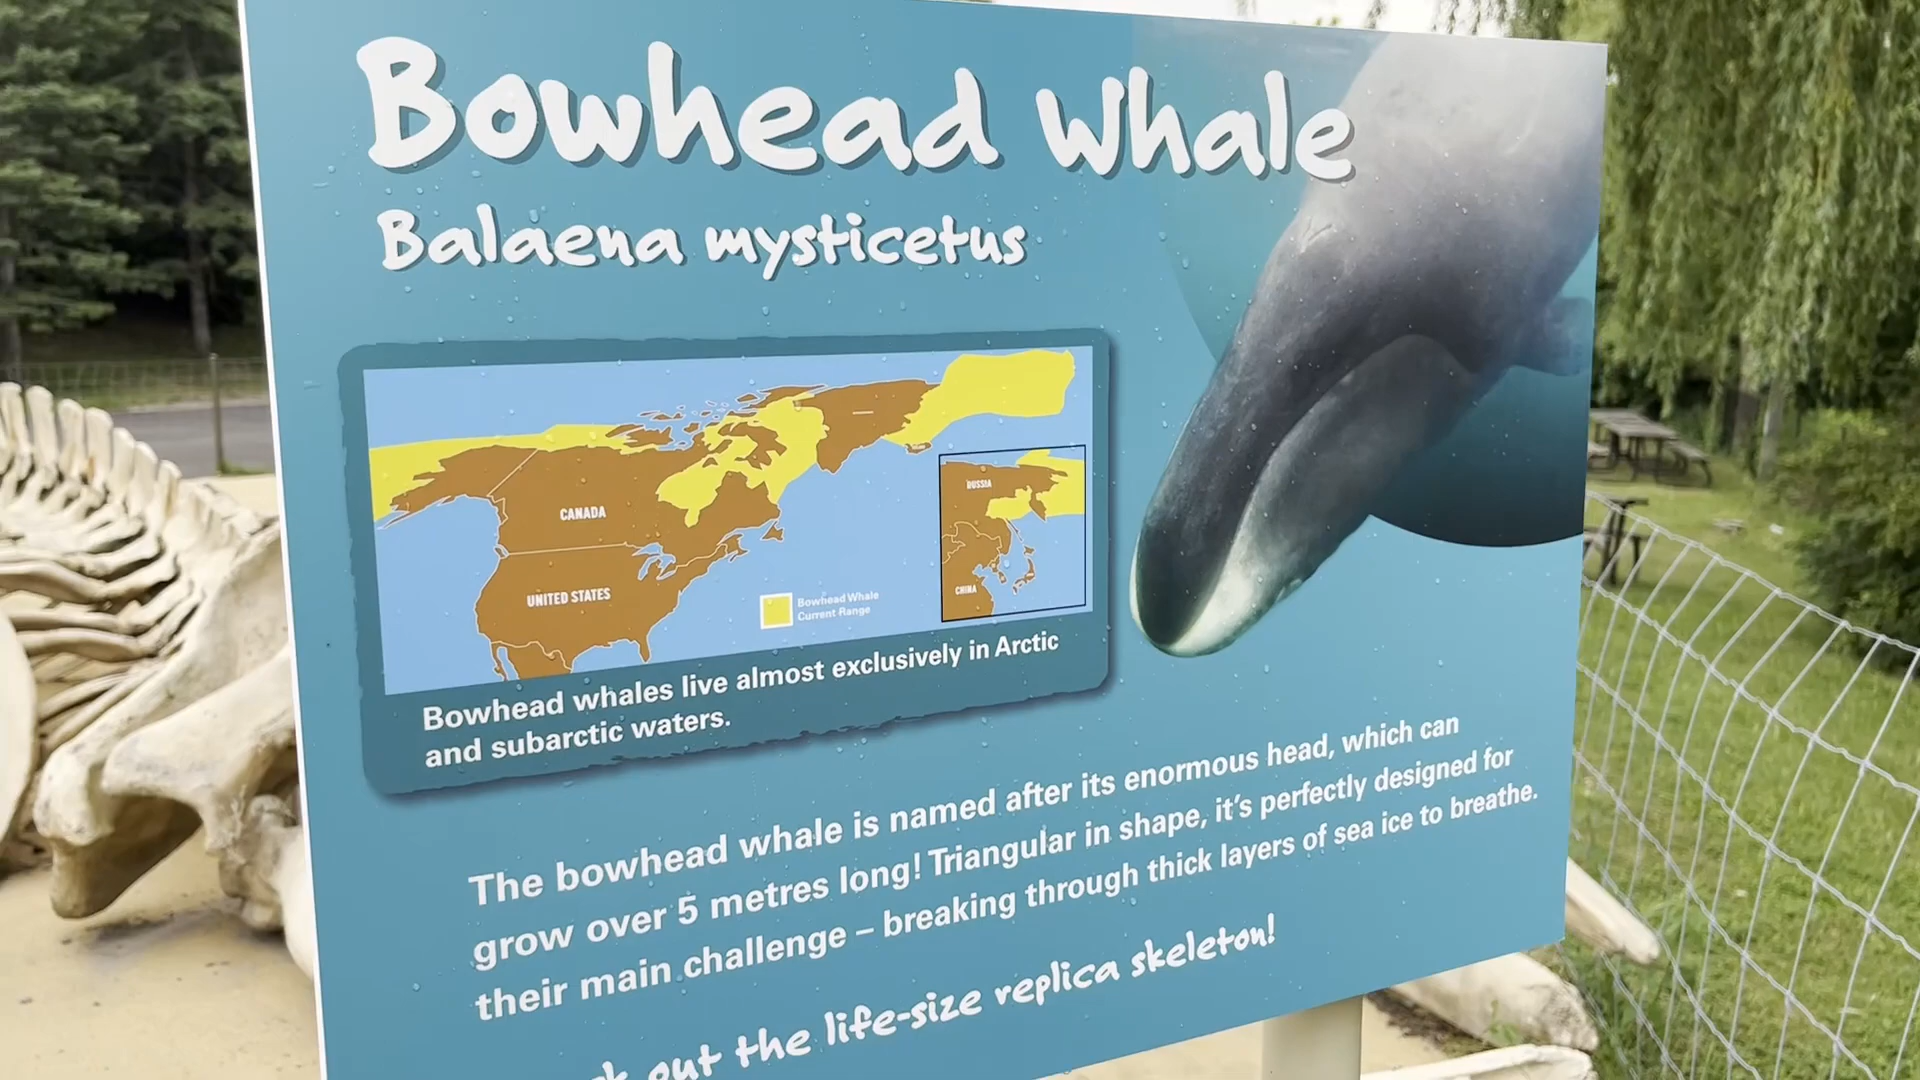 Bowhead Whale
Balaena mysticetus
CANADA
UNITED STATES
RUSSIA
CHINA
Bowhead Whale
Current Range
Bowhead whales live almost exclusively in Arctic
and subarctic waters.
The bowhead whale is named after its enormous head, which can
grow over 5 metres long! Triangular in shape, it's perfectly designed for
their main challenge – breaking through thick layers of sea ice to breathe.
out the life-size replica skeleton!